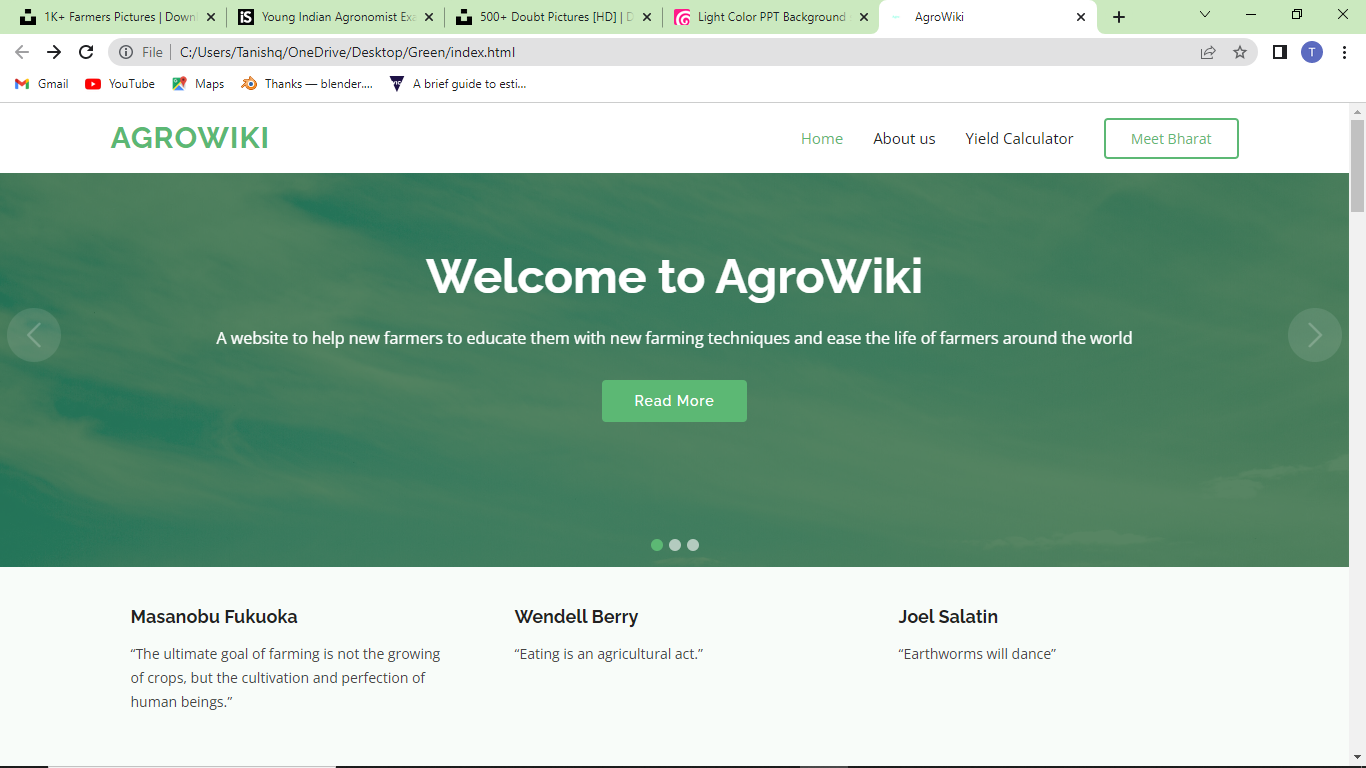 1K+ Farmers Pictures | Downl
Young Indian Agronomist Exa
500+ Doubt Pictures [HD] | D
Light Color PPT Background
AgroWiki
File
C:/Users/Tanishq/OneDrive/Desktop/Green/index.html
T
Gmail
YouTube
Maps
Thanks — blender....
A brief guide to esti...
AGROWIKI
Home
About us
Yield Calculator
Meet Bharat
Welcome to AgroWiki
A website to help new farmers to educate them with new farming techniques and ease the life of farmers around the world
Read More
Masanobu Fukuoka
“The ultimate goal of farming is not the growing
of crops, but the cultivation and perfection of
human beings.”
Wendell Berry
“Eating is an agricultural act.”
Joel Salatin
“Earthworms will dance”